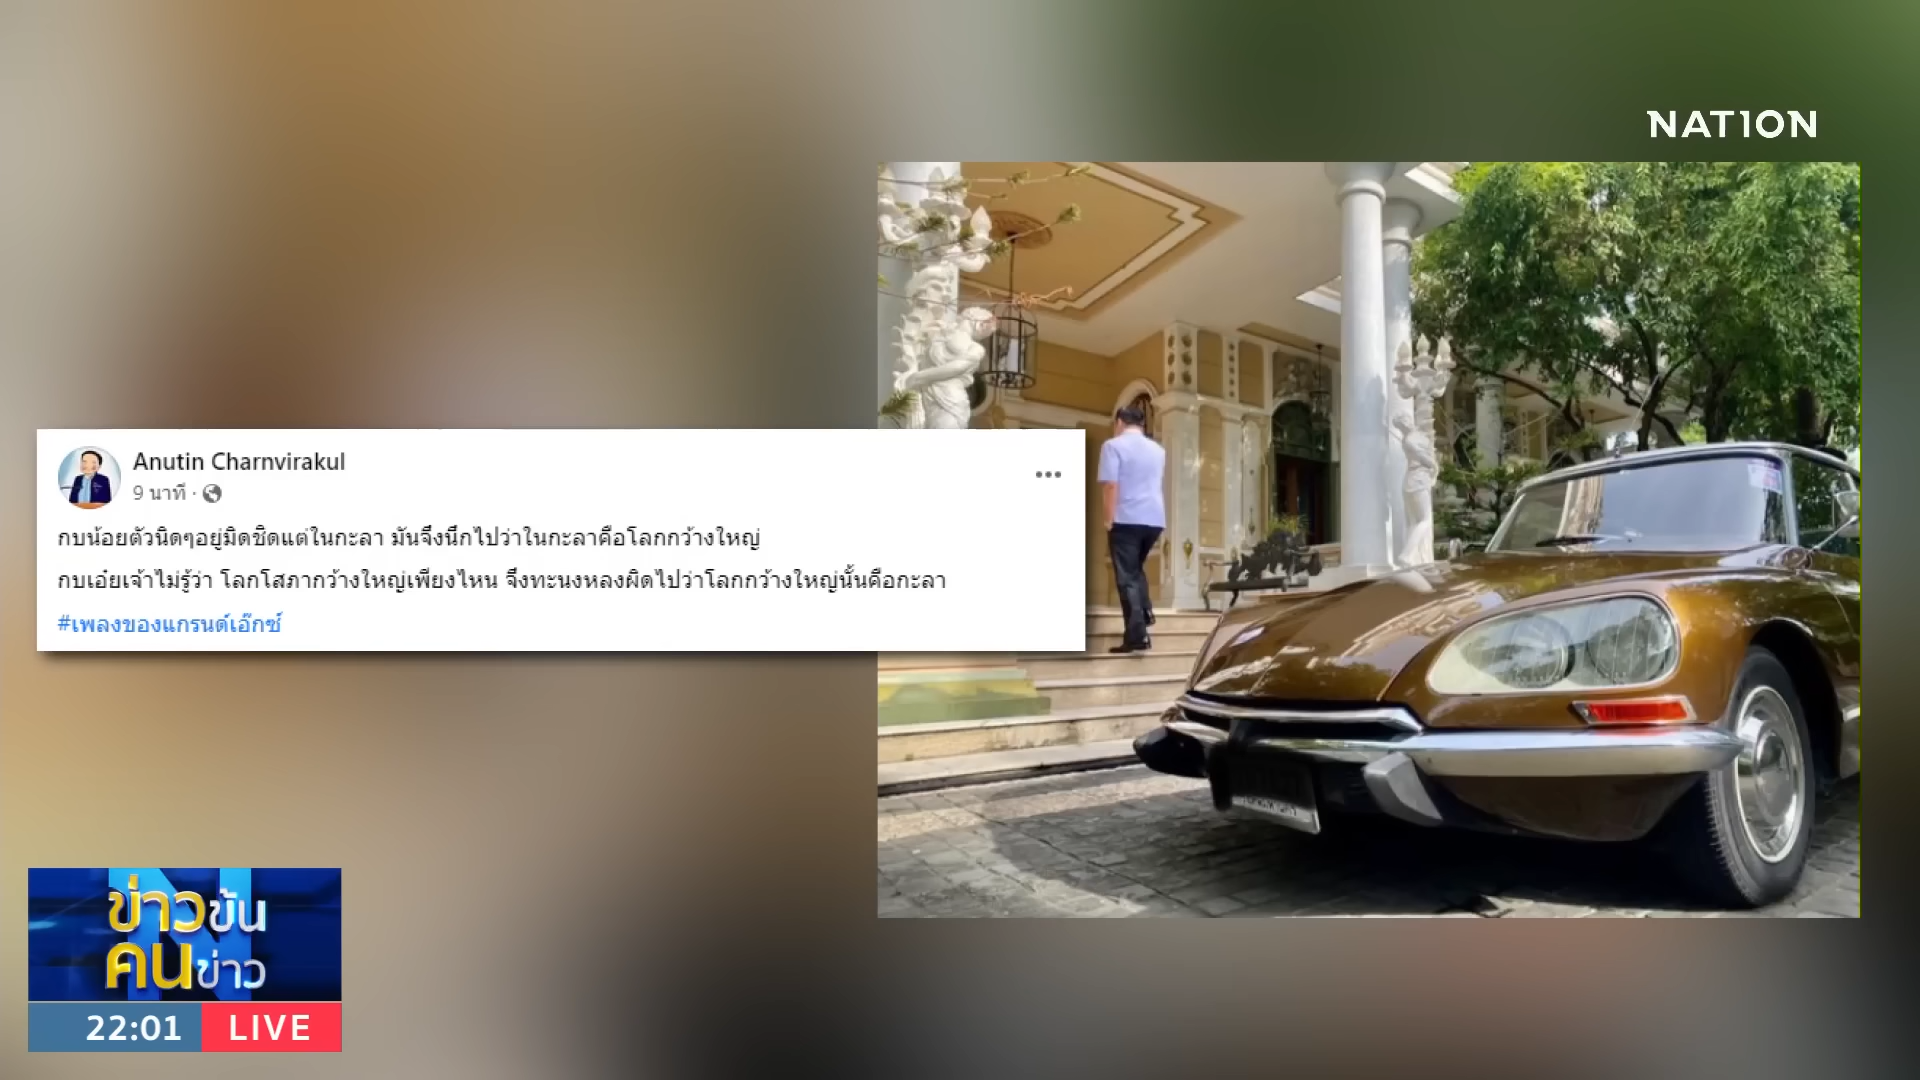 NATION
Anutin Charnvirakul
9 นาที ·
กบน้อยตัวนิดๆอยู่มิดชิดแต่ในกะลา มันจึงนึกไปว่าในกะลาคือโลกกว้างใหญ่
กบเอ๋ยเจ้าไม่รู้ว่า โลกโสภากว้างใหญ่เพียงไหน จึงทะนงหลงผิดไปว่าโลกกว้างใหญ่นั้นคือกะลา
#เพลงของแกรนด์เอ๊กซ์
ข่าวข้น
คนข่าว
22:01 LIVE